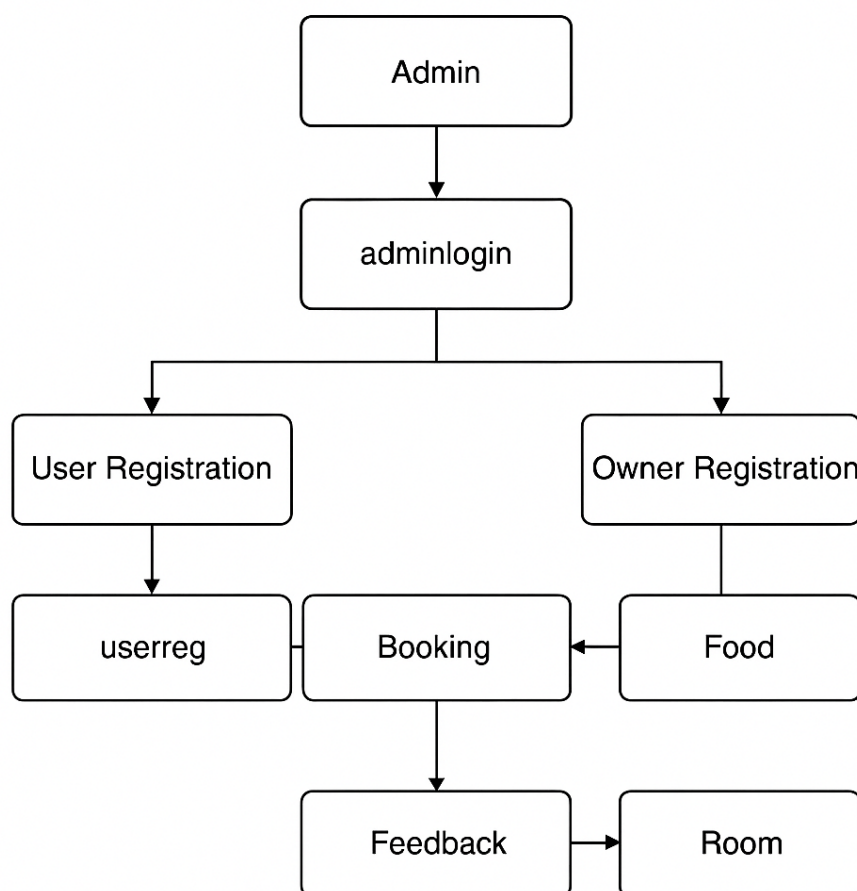 Admin
adminlogin
User Registration
Owner Registration
userreg
Booking
Food
Feedback
Room